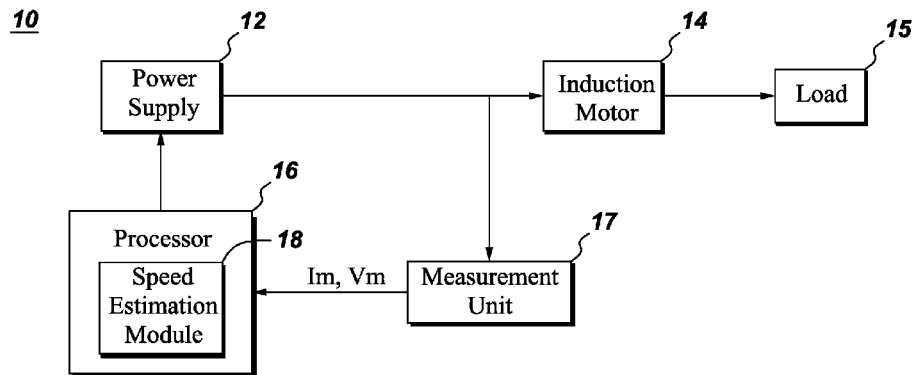 10
12
14
15
Power
Supply
Induction
Motor
Load
16
Processor
18
Speed
Estimation
Module
Im, Vm
17
Measurement
Unit